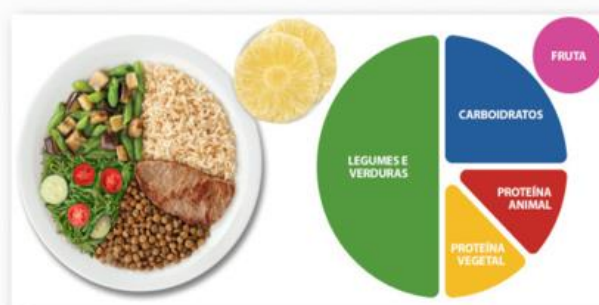 FRUTA
CARBOIDRATOS
LEGUMES E
VERDURAS
PROTEÍNA
ANIMAL
PROTEÍNA
VEGETAL